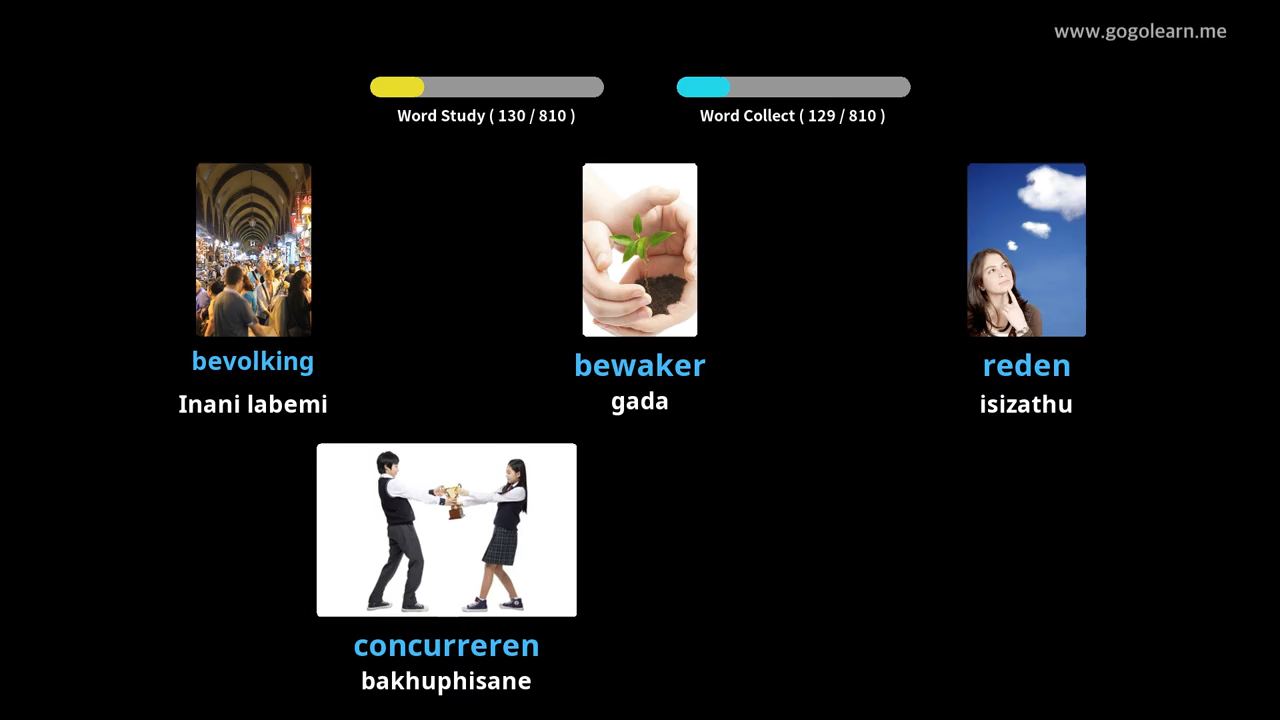 www.gogolearn.me
Word Study ( 130 / 810 )
Word Collect ( 129 / 810 )
bevolking
Inani labemi
bewaker
gada
reden
isizathu
concurreren
bakhuphisane